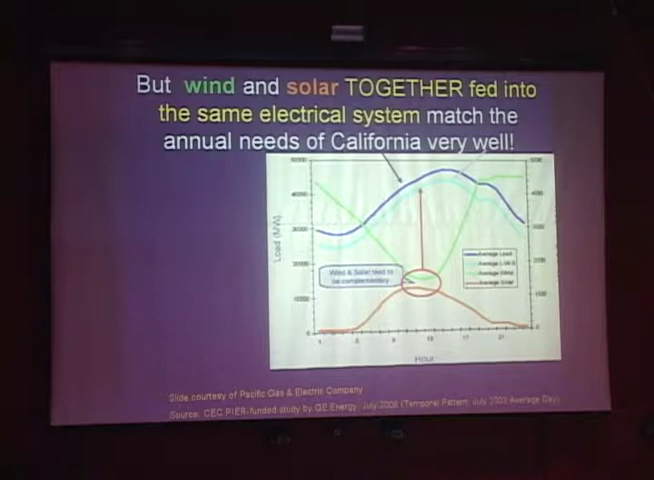 But wind and solar TOGETHER fed into
the same electrical system match the
annual needs of California very well!
Load (MW)
Wind & Solar tend to
be complementary
Average Load
Average Wind
Average Solar
Hour
Slide courtesy of Pacific Gas & Electric Company
Source: CEC PIER-funded study by GE Energy, July 2006 (Temporal Pattern, July 2003 Average Day)